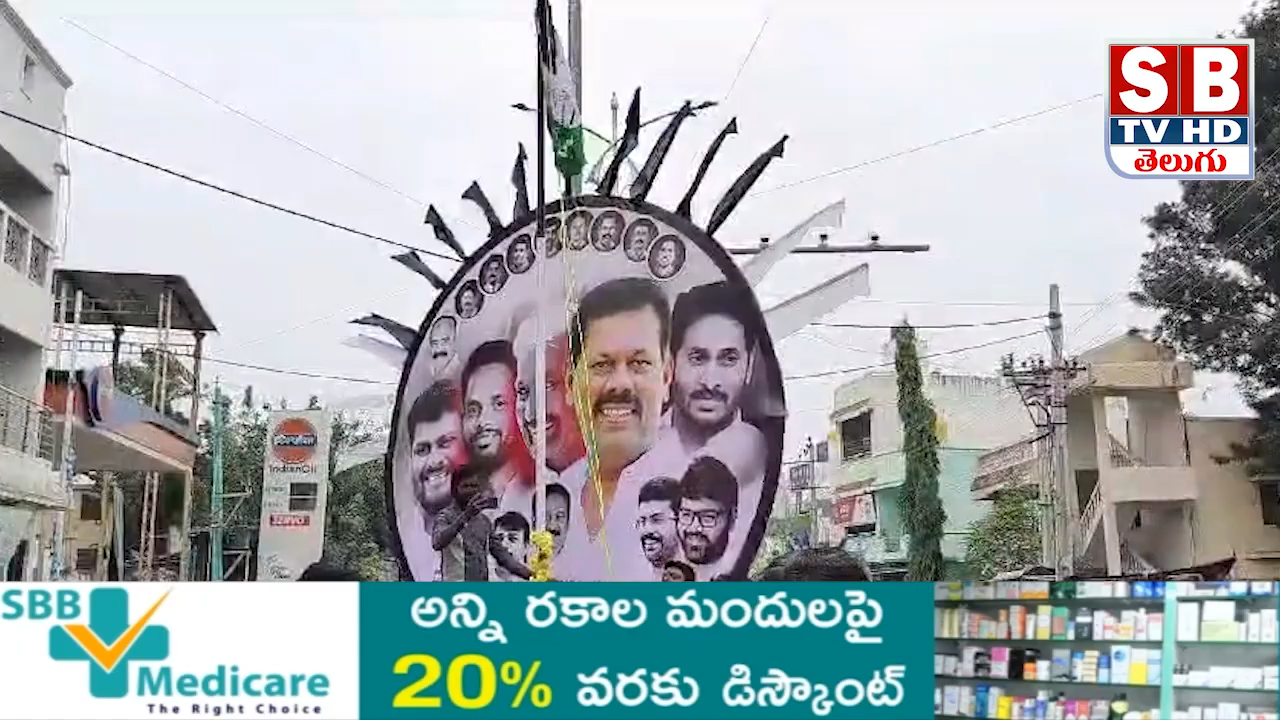 SB
TV HD
తెలుగు
IndianOil
SBB
Medicare
The Right Choice
అన్ని రకాల మందులపై
20% వరకు డిస్కౌంట్